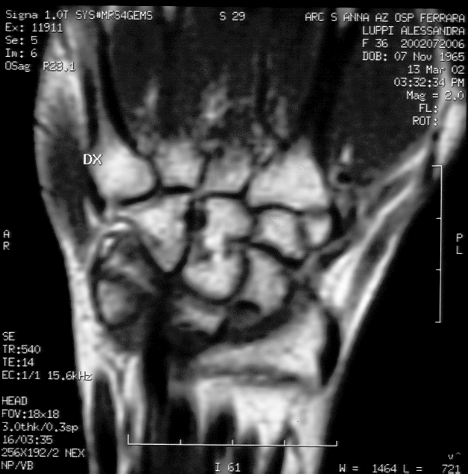 Signa 1.0T SYS#MPS4GEMS
Ex: 11911
Se: 5
Im: 6
OSag R23.1
S 29
ARC S ANNA AZ OSP FERRARA
LUPPI ALESSANDRA
F 36 2002072006
DOB: 07 Nov 1965
13 Mar 02
03:32:34 PM
Mag = 2.0
FL:
ROT:
DX
A
R
P
L
SE
TR:540
TE:14
EC:1/1 15.6kHz
HEAD
FOV:18x18
3.0thk/0.3sp
16/03:35
256X192/2 NEX
NP/VB
I 61
W = 1464 L = 721